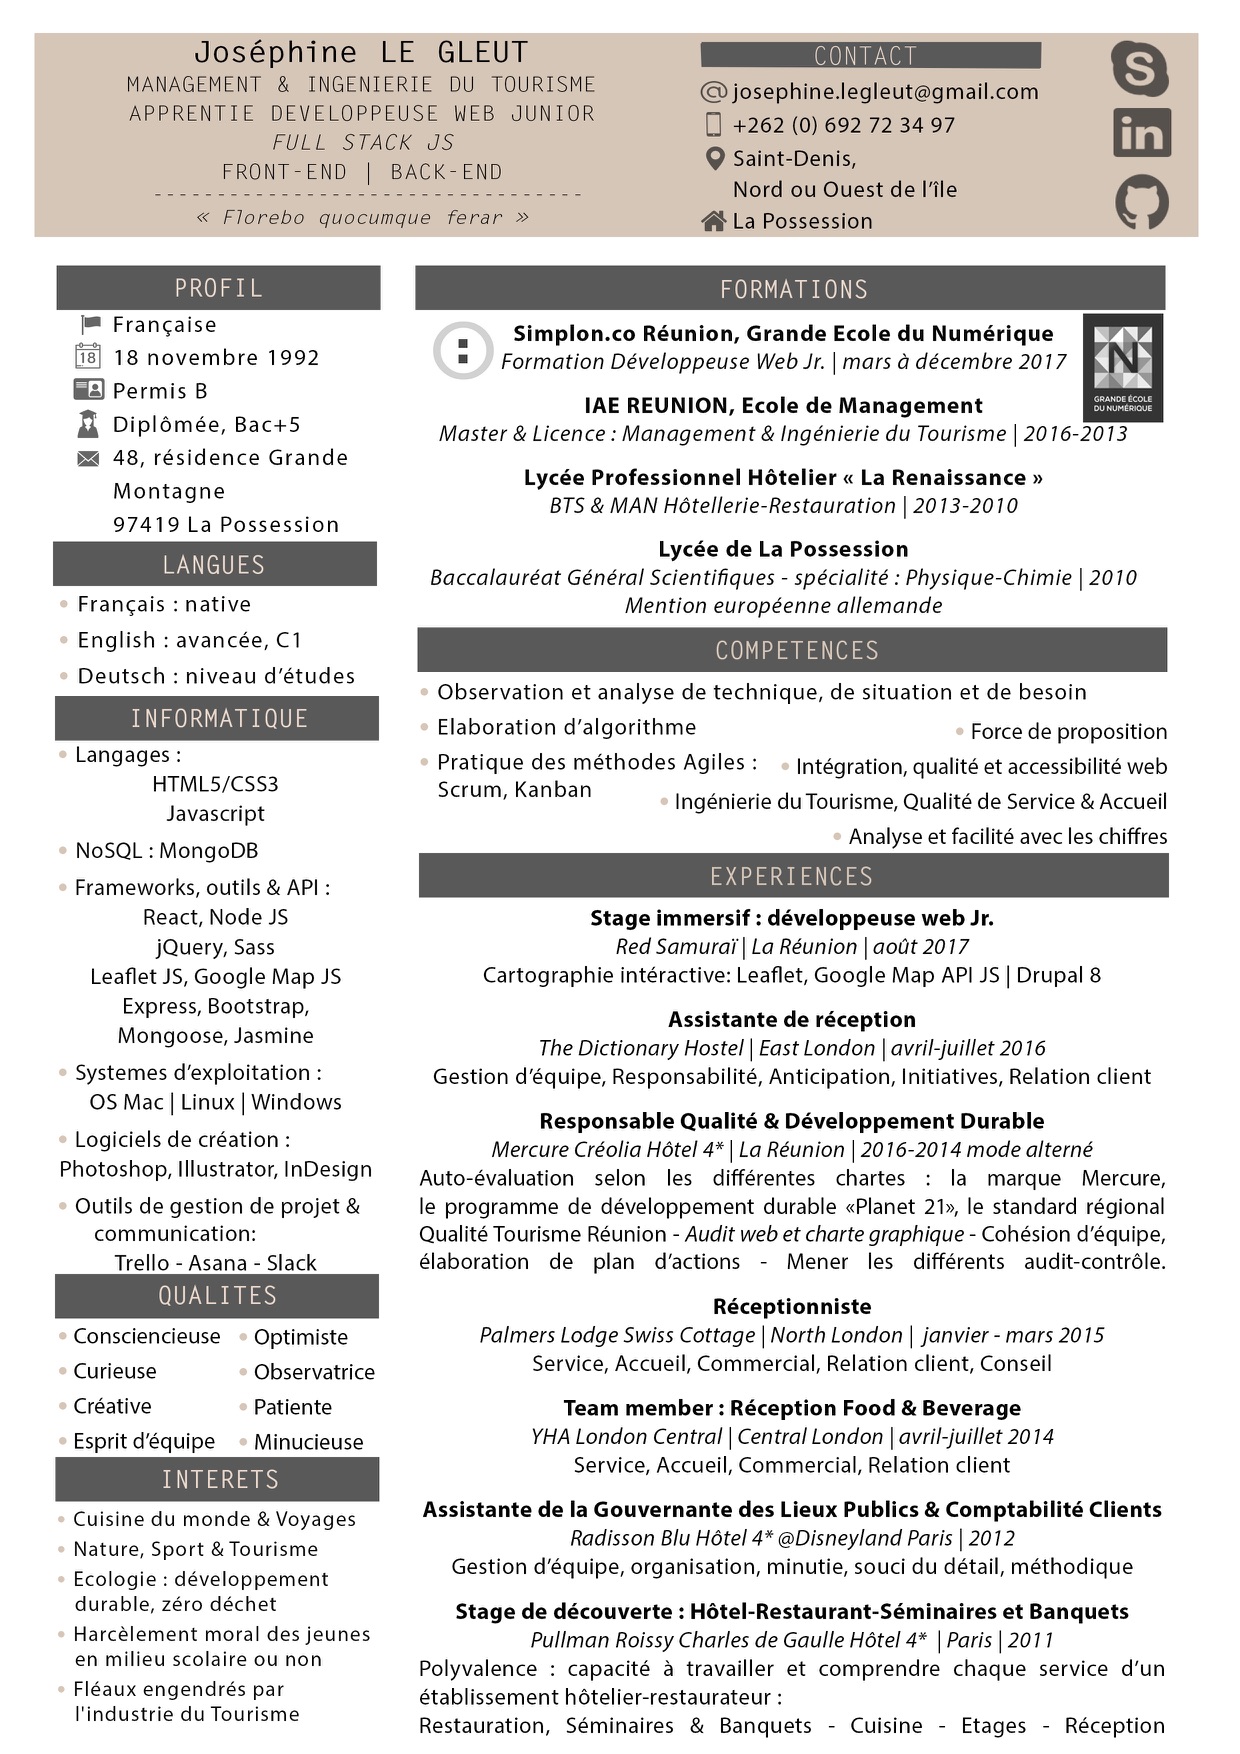 Joséphine LE GLEUT
MANAGEMENT & INGENIERIE DU TOURISME
APPRENTIE DEVELOPPEUSE WEB JUNIOR
FULL STACK JS
FRONT-END | BACK-END
----------------------------------
« Florebo quocumque ferar »
CONTACT
josephine.legleut@gmail.com
+262 (0) 692 72 34 97
Saint-Denis,
Nord ou Ouest de l’île
La Possession
S
in
PROFIL
Française
18
18 novembre 1992
Permis B
Diplômée, Bac+5
48, résidence Grande
Montagne
97419 La Possession
LANGUES
• Français : native
• English : avancée, C1
• Deutsch : niveau d’études
INFORMATIQUE
• Langages :
HTML5/CSS3
Javascript
• NoSQL : MongoDB
• Frameworks, outils & API :
React, Node JS
jQuery, Sass
Leaflet JS, Google Map JS
Express, Bootstrap,
Mongoose, Jasmine
• Systemes d’exploitation :
OS Mac | Linux | Windows
• Logiciels de création :
Photoshop, Illustrator, InDesign
• Outils de gestion de projet &
communication:
Trello - Asana - Slack
QUALITES
• Consciencieuse • Optimiste
• Curieuse • Observatrice
• Créative • Patiente
• Esprit d’équipe • Minucieuse
INTERETS
• Cuisine du monde & Voyages
• Nature, Sport & Tourisme
• Ecologie : développement
durable, zéro déchet
• Harcèlement moral des jeunes
en milieu scolaire ou non
• Fléaux engendrés par
l'industrie du Tourisme
FORMATIONS
Simplon.co Réunion, Grande Ecole du Numérique
Formation Développeuse Web Jr. | mars à décembre 2017
N
GRANDE ÉCOLE
DU NUMÉRIQUE
IAE REUNION, Ecole de Management
Master & Licence : Management & Ingénierie du Tourisme | 2016-2013
Lycée Professionnel Hôtelier « La Renaissance »
BTS & MAN Hôtellerie-Restauration | 2013-2010
Lycée de La Possession
Baccalauréat Général Scientifiques - spécialité : Physique-Chimie | 2010
Mention européenne allemande
COMPETENCES
• Observation et analyse de technique, de situation et de besoin
• Elaboration d’algorithme
• Force de proposition
• Pratique des méthodes Agiles :
Scrum, Kanban
• Intégration, qualité et accessibilité web
• Ingénierie du Tourisme, Qualité de Service & Accueil
• Analyse et facilité avec les chiffres
EXPERIENCES
Stage immersif : développeuse web Jr.
Red Samuraï | La Réunion | août 2017
Cartographie intéractive: Leaflet, Google Map API JS | Drupal 8
Assistante de réception
The Dictionary Hostel | East London | avril-juillet 2016
Gestion d’équipe, Responsabilité, Anticipation, Initiatives, Relation client
Responsable Qualité & Développement Durable
Mercure Créolia Hôtel 4* | La Réunion | 2016-2014 mode alterné
Auto-évaluation selon les différentes chartes : la marque Mercure,
le programme de développement durable «Planet 21», le standard régional
Qualité Tourisme Réunion - Audit web et charte graphique - Cohésion d’équipe,
élaboration de plan d’actions - Mener les différents audit-contrôle.
Réceptionniste
Palmers Lodge Swiss Cottage | North London | janvier - mars 2015
Service, Accueil, Commercial, Relation client, Conseil
Team member : Réception Food & Beverage
YHA London Central | Central London | avril-juillet 2014
Service, Accueil, Commercial, Relation client
Assistante de la Gouvernante des Lieux Publics & Comptabilité Clients
Radisson Blu Hôtel 4* @Disneyland Paris | 2012
Gestion d’équipe, organisation, minutie, souci du détail, méthodique
Stage de découverte : Hôtel-Restaurant-Séminaires et Banquets
Pullman Roissy Charles de Gaulle Hôtel 4* | Paris | 2011
Polyvalence : capacité à travailler et comprendre chaque service d’un
établissement hôtelier-restaurateur :
Restauration, Séminaires & Banquets - Cuisine - Etages - Réception